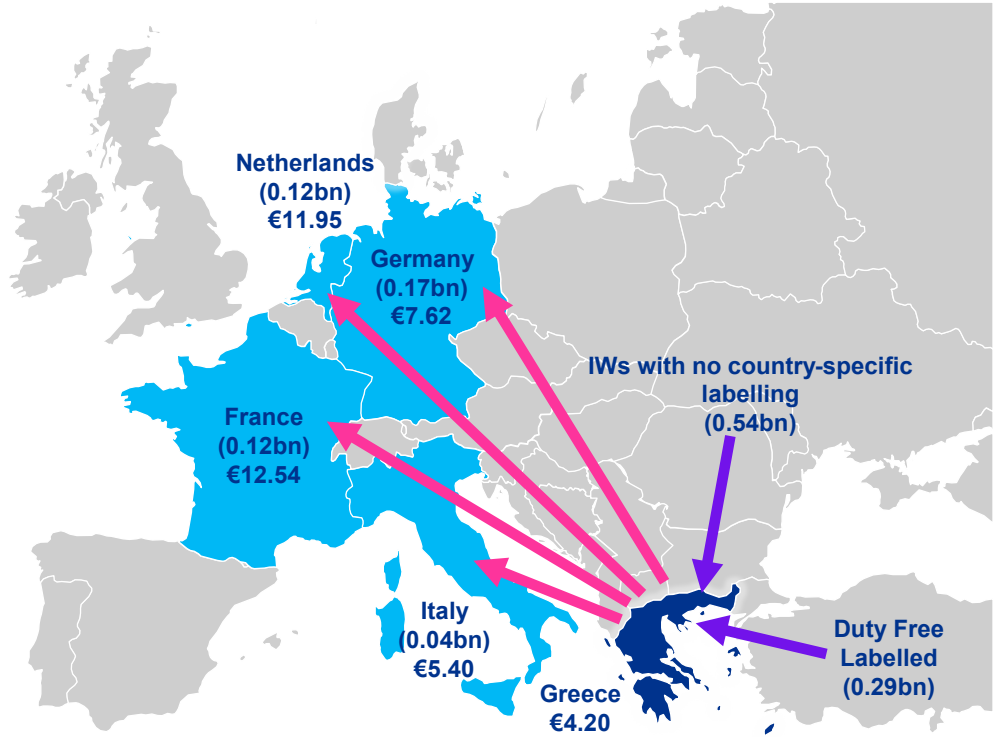 Netherlands
(0.12bn)
€11.95
Germany
(0.17bn)
€7.62
IWs with no country-specific
labelling
(0.54bn)
France
(0.12bn)
€12.54
Italy
(0.04bn)
€5.40
Greece
€4.20
Duty Free
Labelled
(0.29bn)